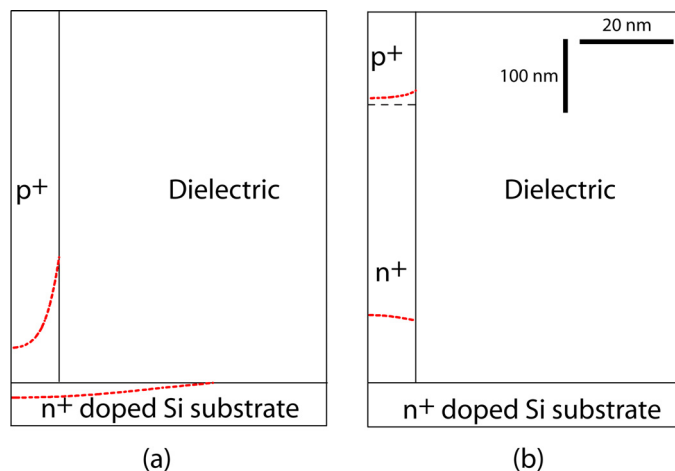 p+
Dielectric
n+ doped Si substrate
(a)
p+
20 nm
100 nm
Dielectric
n+
n+ doped Si substrate
(b)